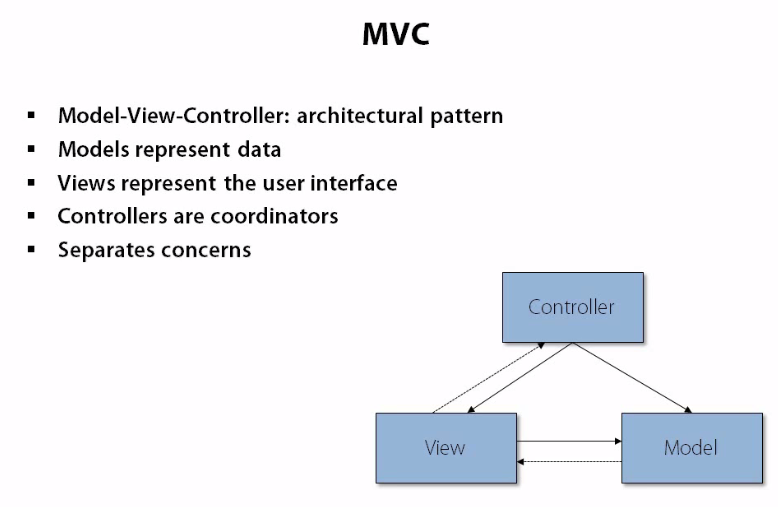 MVC
▪ Model-View-Controller: architectural pattern
▪ Models represent data
▪ Views represent the user interface
▪ Controllers are coordinators
▪ Separates concerns
Controller
View
Model